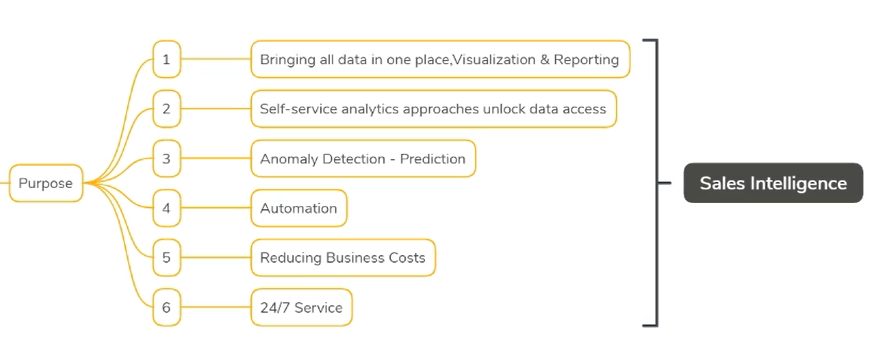 Purpose
1
Bringing all data in one place,Visualization & Reporting
2
Self-service analytics approaches unlock data access
3
Anomaly Detection - Prediction
4
Automation
5
Reducing Business Costs
6
24/7 Service
Sales Intelligence